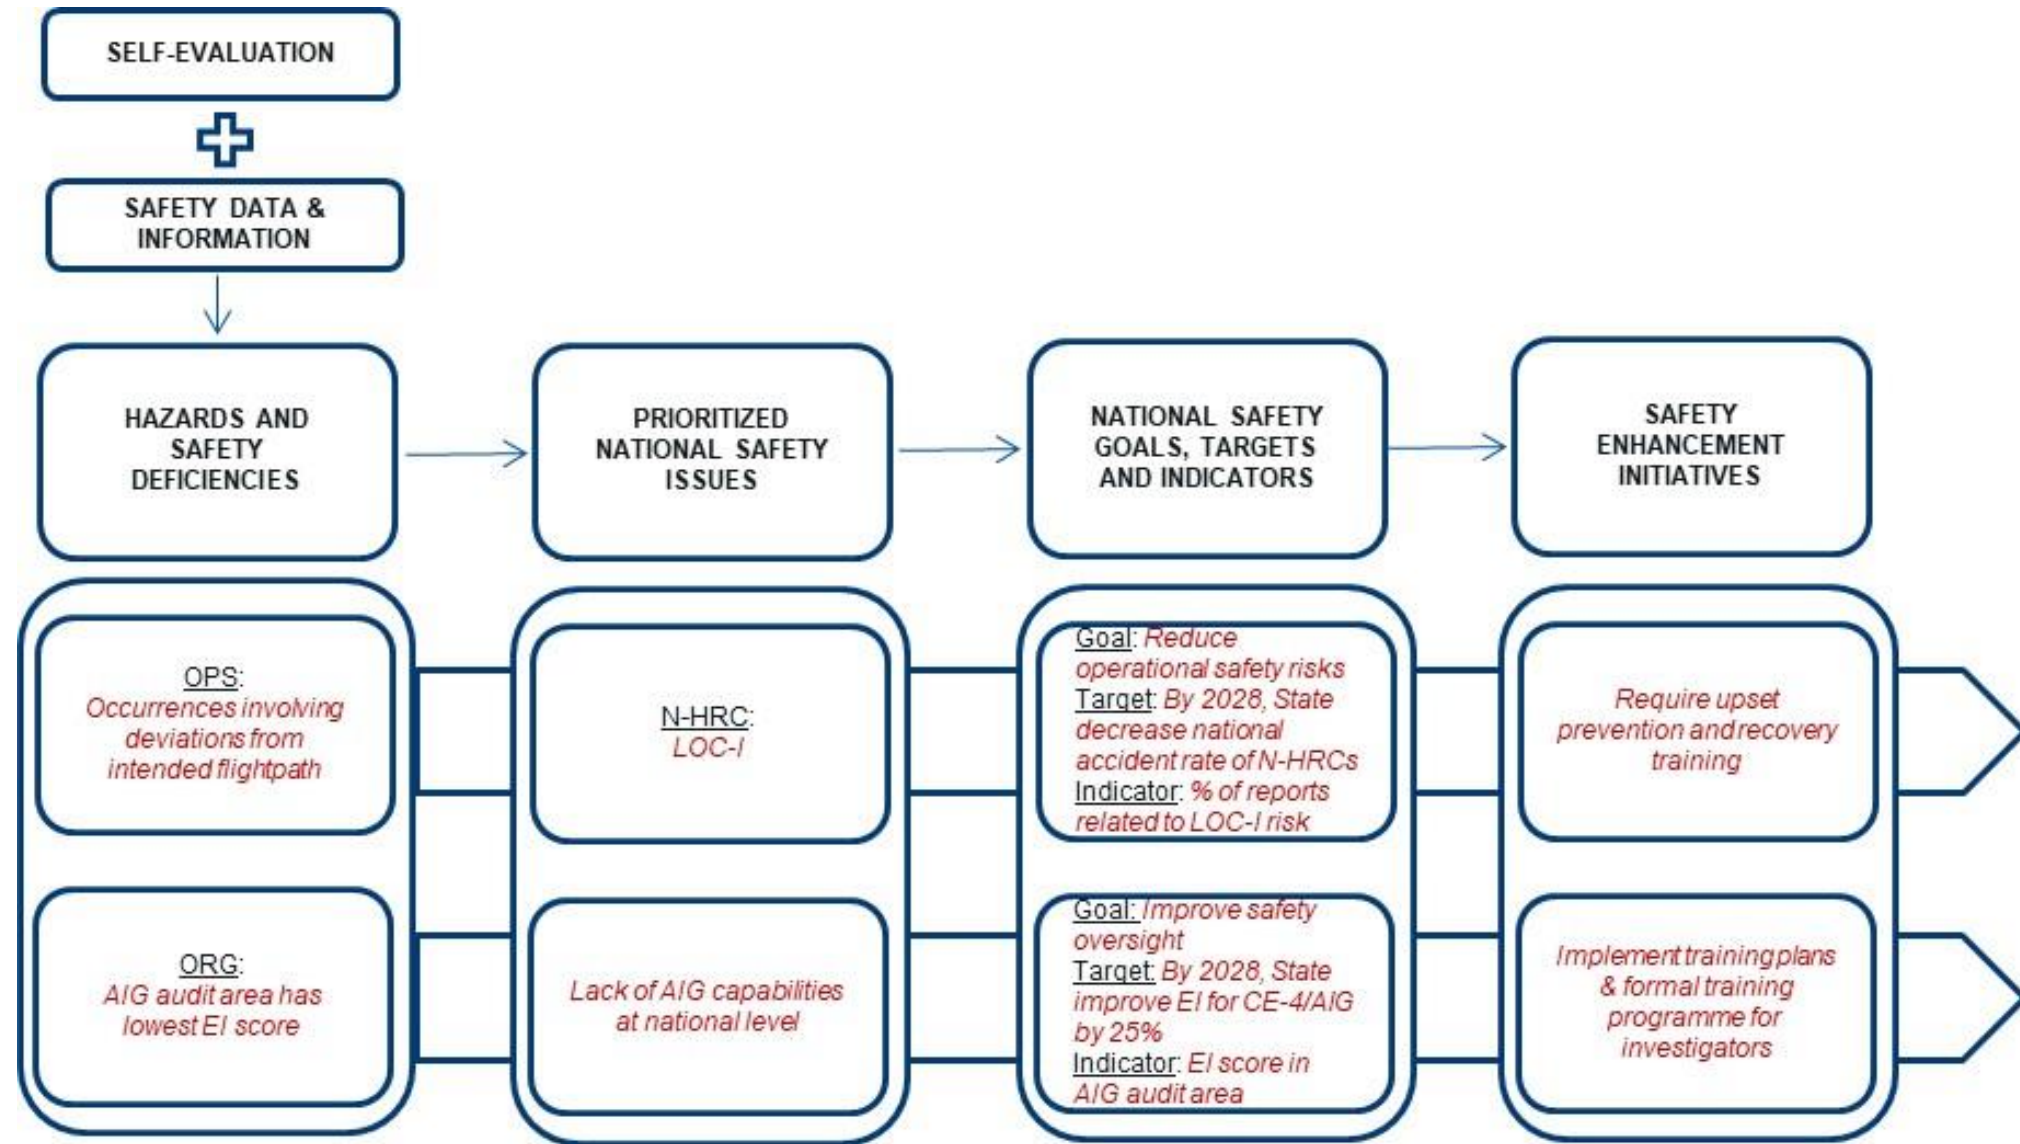 SELF-EVALUATION
SAFETY DATA &
INFORMATION
HAZARDS AND
SAFETY
DEFICIENCIES
PRIORITIZED
NATIONAL SAFETY
ISSUES
NATIONAL SAFETY
GOALS, TARGETS
AND INDICATORS
SAFETY
ENHANCEMENT
INITIATIVES
OPS:
Occurrences involving
deviations from
intended flightpath
N-HRC:
LOC-I
Goal: Reduce
operational safety risks
Target: By 2028, State
decrease national
accident rate of N-HRCs
Indicator: % of reports
related to LOC-I risk
Require upset
prevention and recovery
training
ORG:
AIG audit area has
lowest EI score
Lack of AIG capabilities
at national level
Goal: Improve safety
oversight
Target: By 2028, State
improve EI for CE-4/AIG
by 25%
Indicator: EI score in
AIG audit area
Implement training plans
& formal training
programme for
investigators